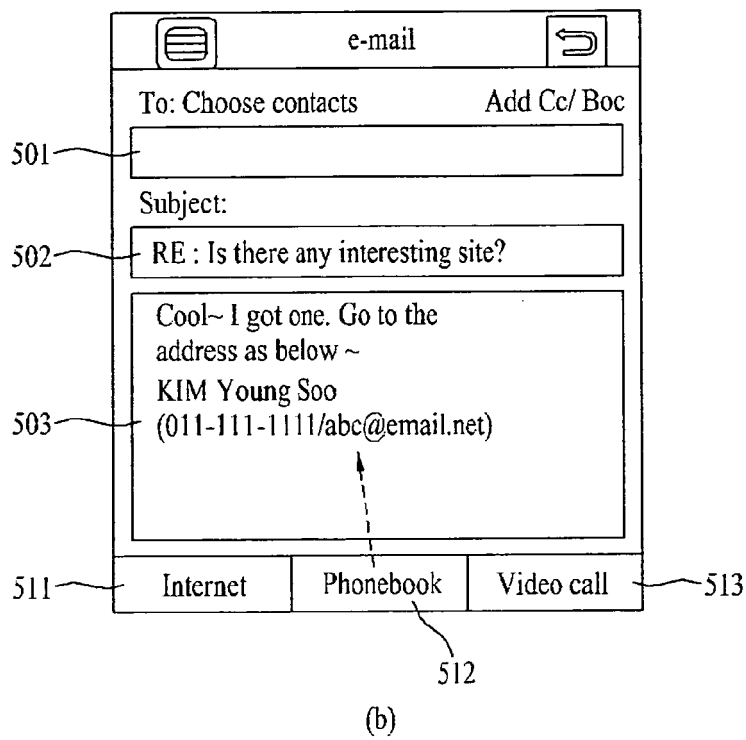 e-mail
To: Choose contacts Add Cc/ Boc
501
Subject:
502 RE : Is there any interesting site?
Cool~ I got one. Go to the
address as below ~
KIM Young Soo
503 (011-111-1111/abc@email.net)
511 Internet Phonebook Video call 513
512
(b)